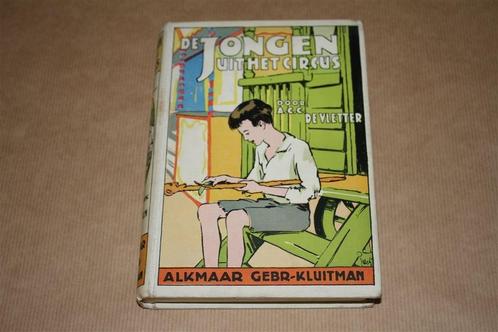 DE JONGEN
UIT HET CIRCUS
DOOR
A.C.C.
DE VLETTER
ALKMAAR GEBR-KLUITMAN